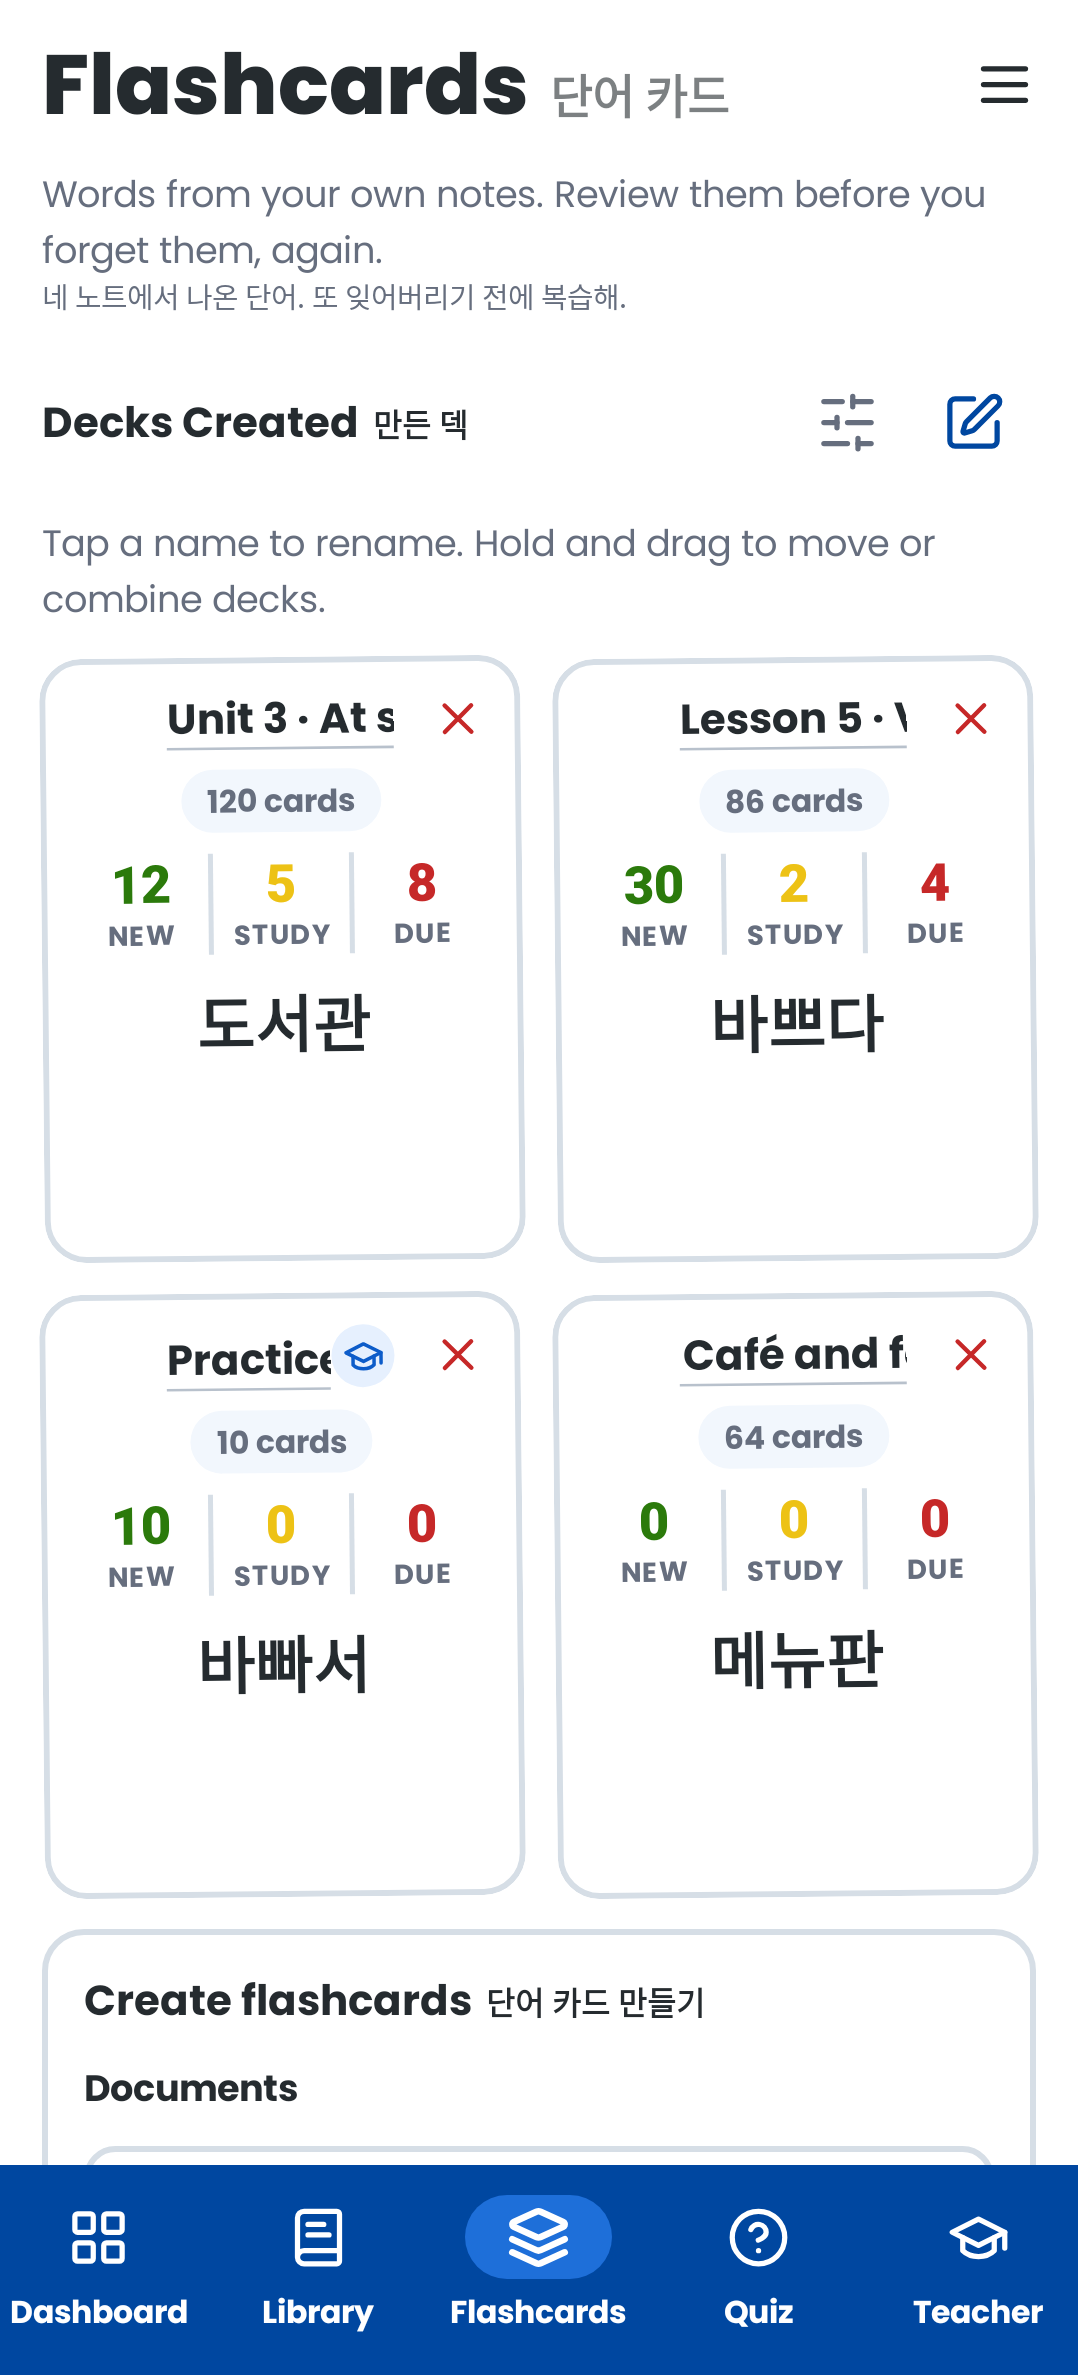 Flashcards 단어 카드
Words from your own notes. Review them before you
forget them, again.
네 노트에서 나온 단어. 또 잊어버리기 전에 복습해.
Decks Created 만든 덱
Tap a name to rename. Hold and drag to move or
combine decks.
Unit 3 · At s
120 cards
12 5 8
NEW STUDY DUE
도서관
Lesson 5 ·
86 cards
30 2 4
NEW STUDY DUE
바쁘다
Practice
10 cards
10 0 0
NEW STUDY DUE
바빠서
Café and f
64 cards
0 0 0
NEW STUDY DUE
메뉴판
Create flashcards 단어 카드 만들기
Documents
Dashboard Library Flashcards Quiz Teacher